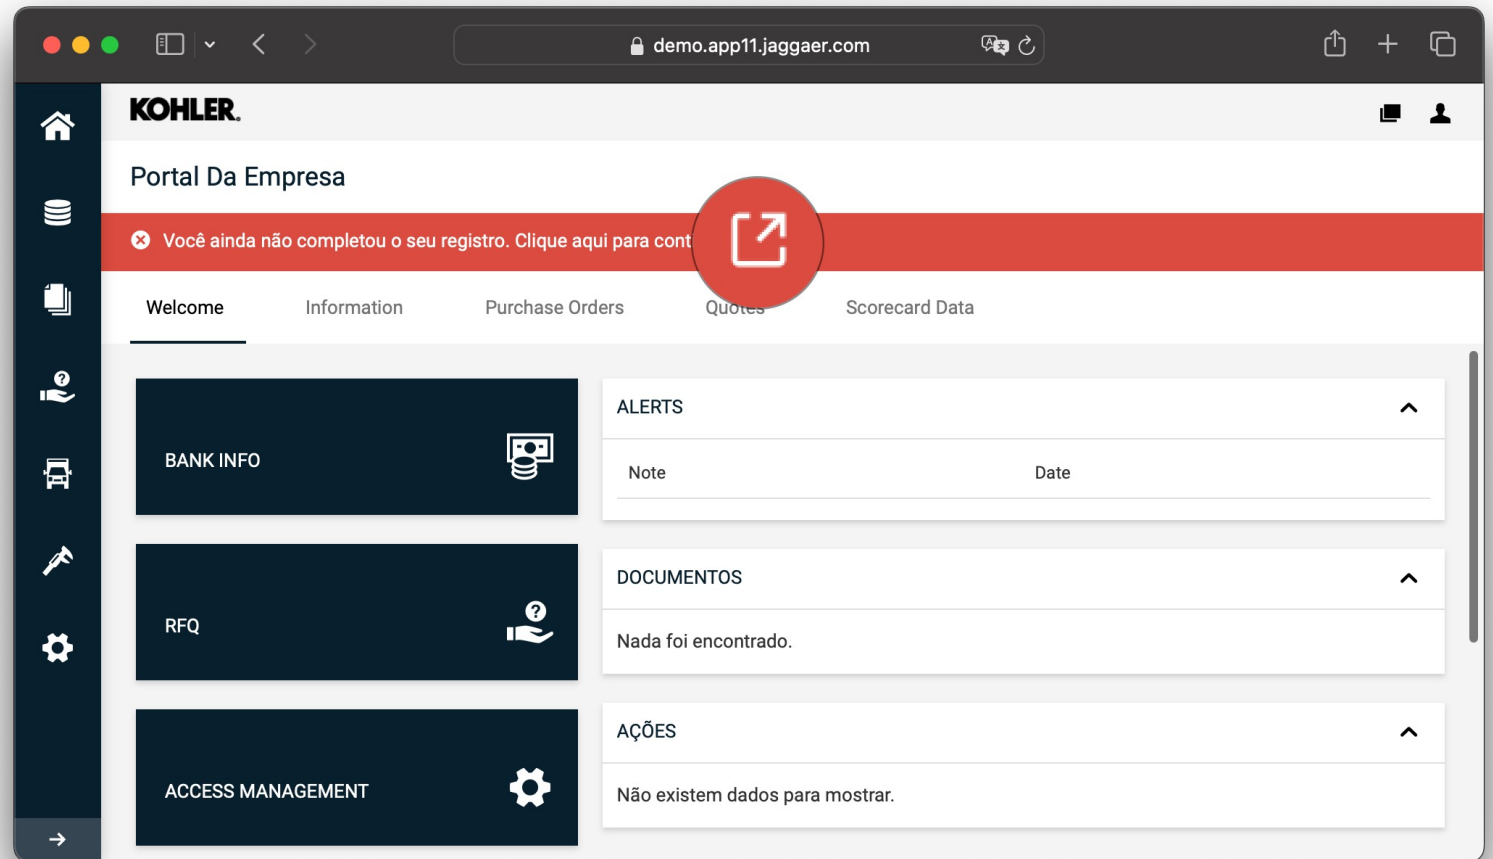 demo.app11.jaggaer.com
KOHLER.
Portal Da Empresa
Você ainda não completou o seu registro. Clique aqui para cont
Welcome Information Purchase Orders Quotes Scorecard Data
BANK INFO
RFQ
ACCESS MANAGEMENT
ALERTS
Note Date
DOCUMENTOS
Nada foi encontrado.
AÇÕES
Não existem dados para mostrar.